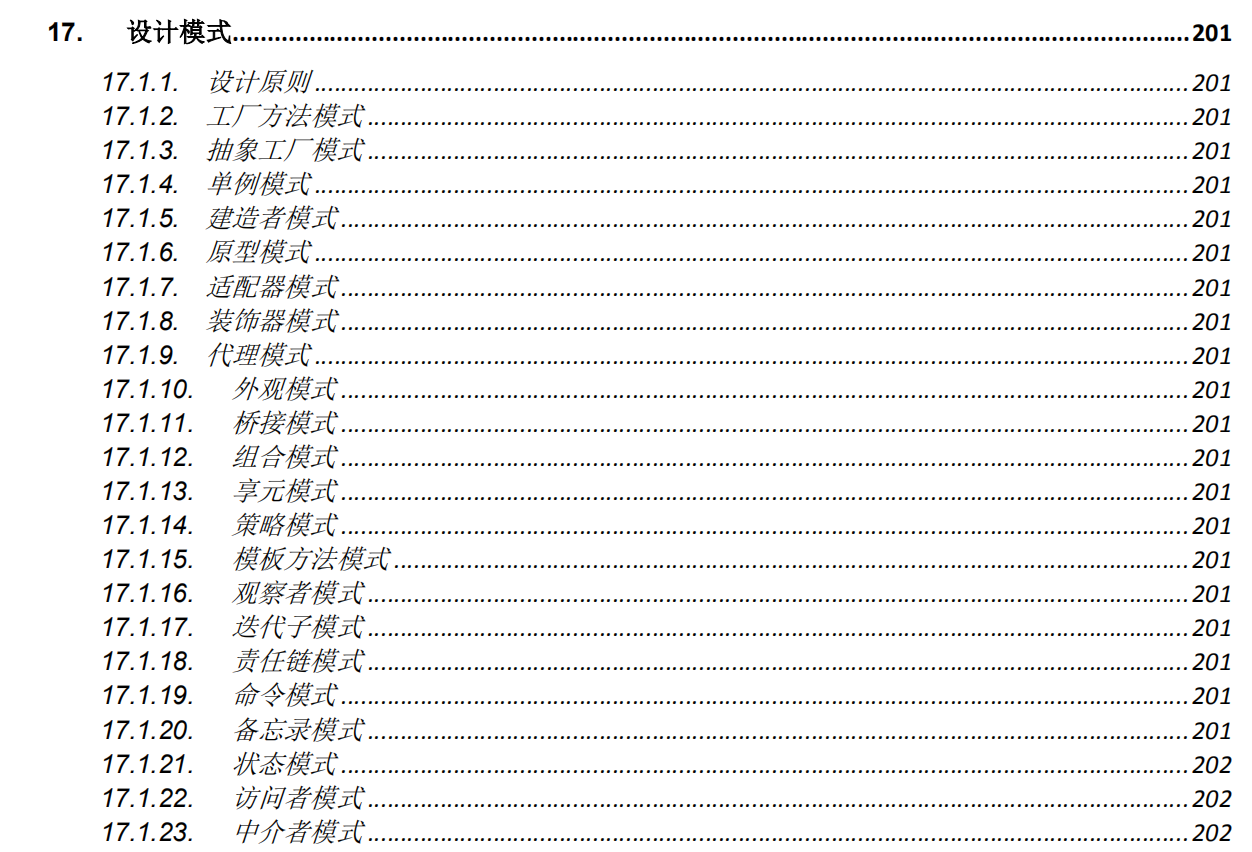 17. 设计模式 201
17.1.1. 设计原则 201
17.1.2. 工厂方法模式 201
17.1.3. 抽象工厂模式 201
17.1.4. 单例模式 201
17.1.5. 建造者模式 201
17.1.6. 原型模式 201
17.1.7. 适配器模式 201
17.1.8. 装饰器模式 201
17.1.9. 代理模式 201
17.1.10. 外观模式 201
17.1.11. 桥接模式 201
17.1.12. 组合模式 201
17.1.13. 享元模式 201
17.1.14. 策略模式 201
17.1.15. 模板方法模式 201
17.1.16. 观察者模式 201
17.1.17. 迭代子模式 201
17.1.18. 责任链模式 201
17.1.19. 命令模式 201
17.1.20. 备忘录模式 201
17.1.21. 状态模式 202
17.1.22. 访问者模式 202
17.1.23. 中介者模式 202